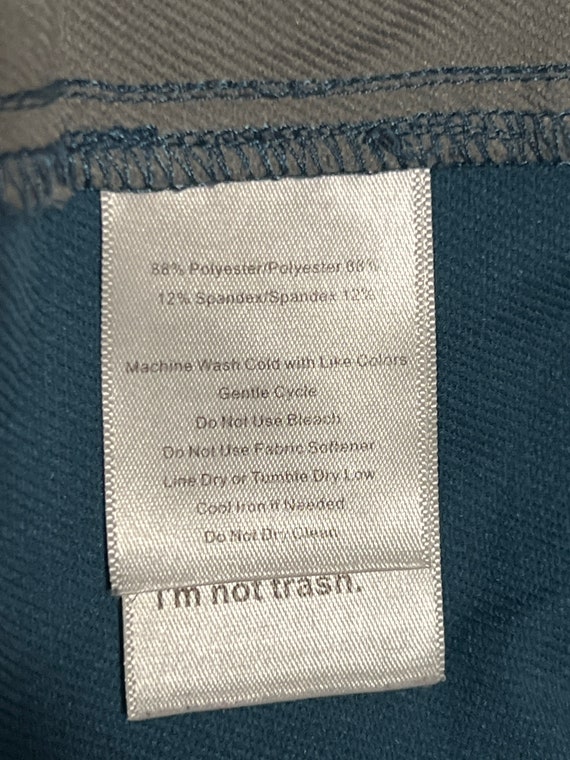 88% Polyester/Polyester 88%
12% Spandex/Spandex 12%
Machine Wash Cold with Like Colors
Gentle Cycle
Do Not Use Bleach
Do Not Use Fabric Softener
Line Dry or Tumble Dry Low
Cool Iron if Needed
Do Not Dry Clean
I'm not trash.